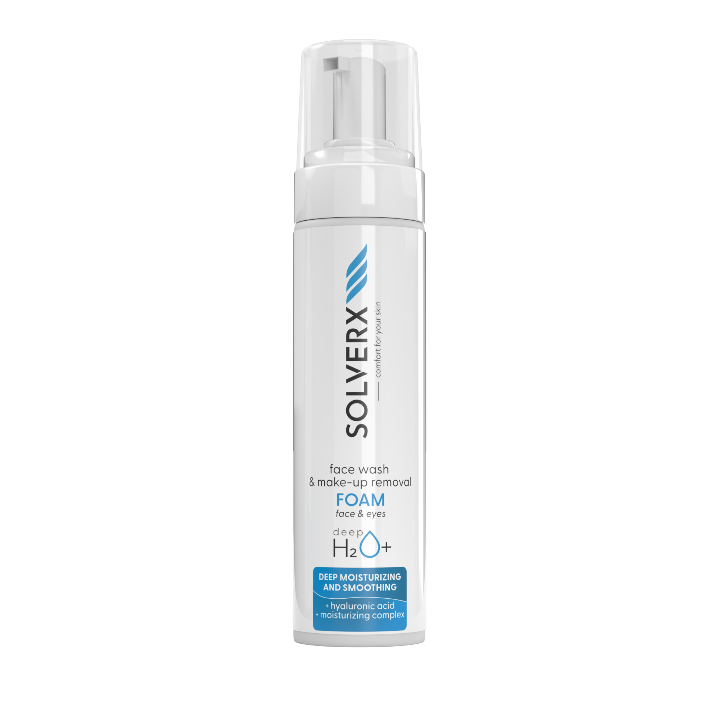 SOLVERX
comfort for your skin
face wash
& make-up removal
FOAM
face & eyes
deep
H₂O+
DEEP MOISTURIZING
AND SMOOTHING
• hyaluronic acid
• moisturizing complex